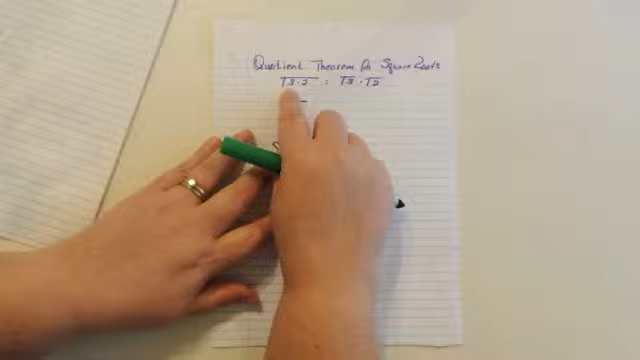 Quotient Theorem for Square Roots
√3·2 = √3 · √2